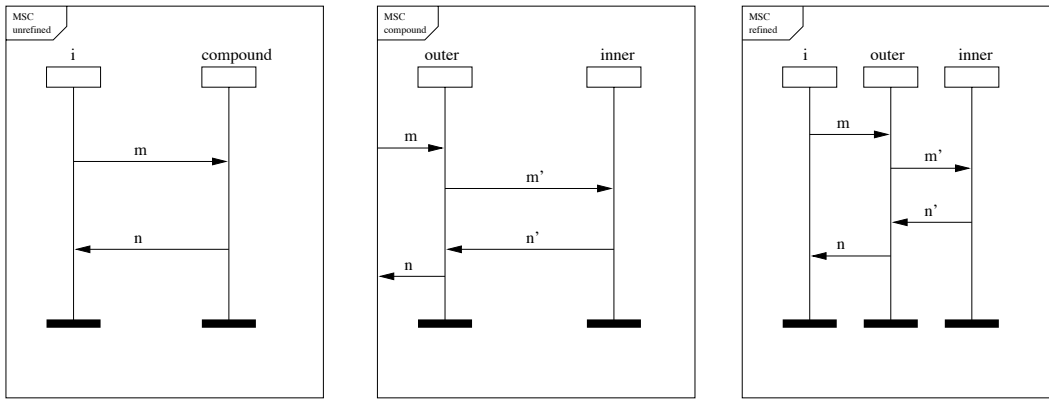 MSC
unrefined
i compound
m
n
MSC
compound
outer inner
m
m’
n’
n
MSC
refined
i outer inner
m
m’
n’
n